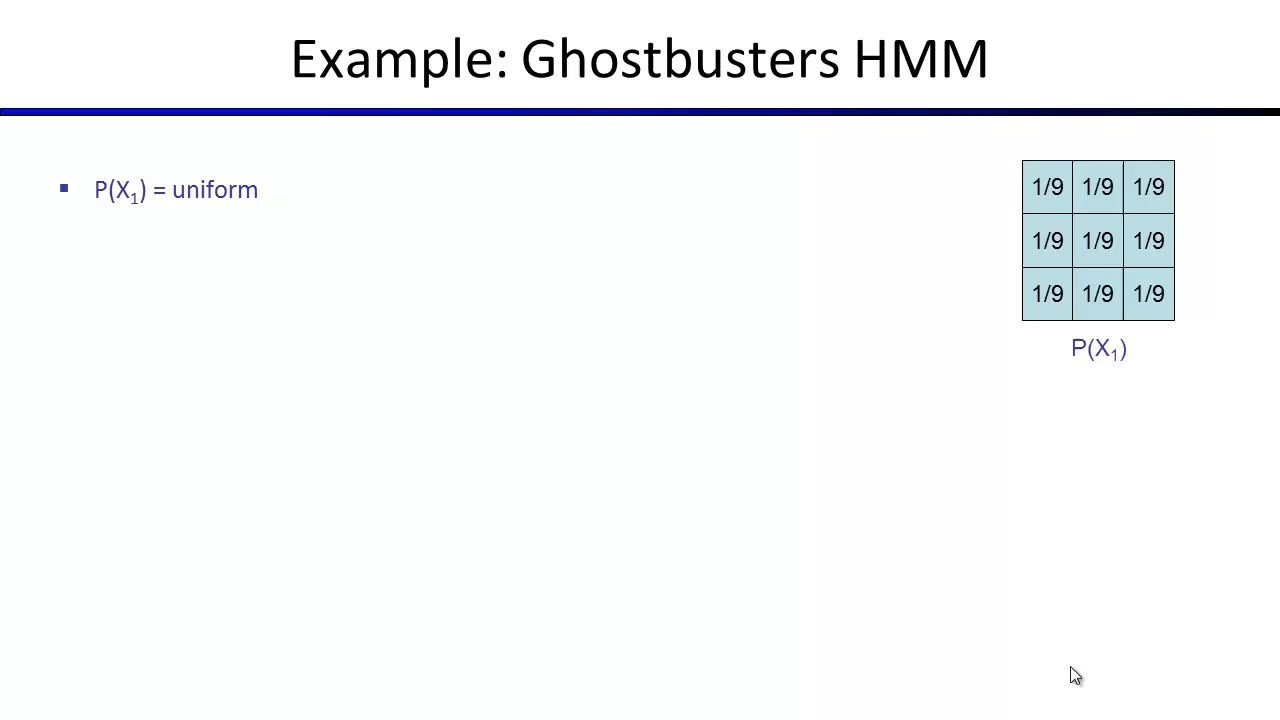 Example: Ghostbusters HMM
▪ P(X₁) = uniform
1/9 1/9 1/9
1/9 1/9 1/9
1/9 1/9 1/9
P(X₁)